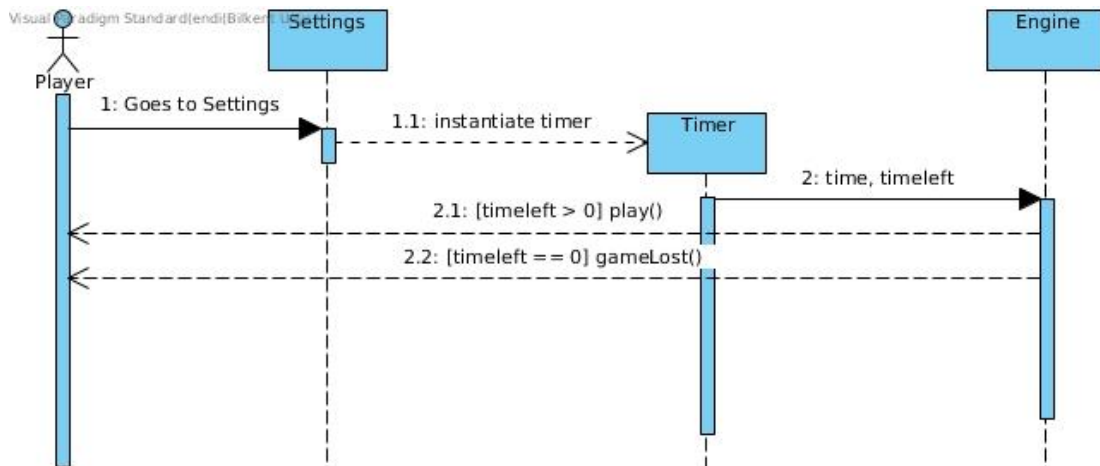 Visual Paradigm Standard(endi(Bilkent U
Settings
Engine
Player
1: Goes to Settings
1.1: instantiate timer
Timer
2: time, timeleft
2.1: [timeleft > 0] play()
2.2: [timeleft == 0] gameLost()